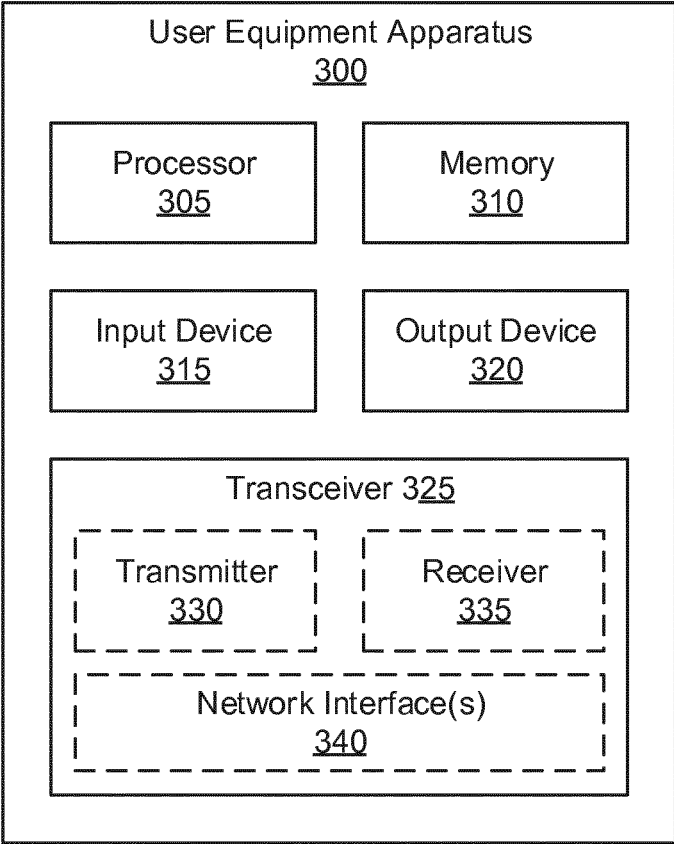 User Equipment Apparatus
300
Processor
305
Memory
310
Input Device
315
Output Device
320
Transceiver 325
Transmitter
330
Receiver
335
Network Interface(s)
340